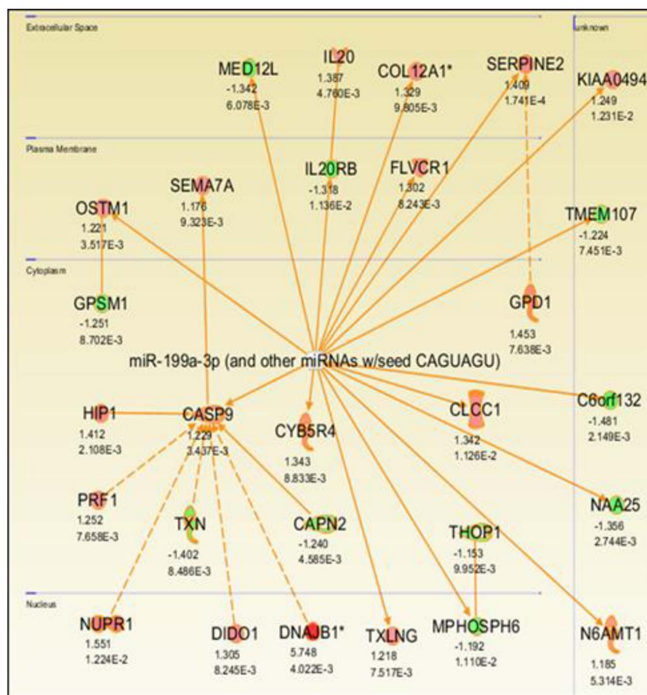 Extracellular Space
unknown
MED12L
-1.342
6.078E-3
IL20
1.387
4.760E-3
COL12A1*
1.329
9.805E-3
SERPINE2
1.409
1.741E-4
KIAA0494
1.249
1.231E-2
Plasma Membrane
OSTM1
1.221
3.517E-3
SEMA7A
1.176
9.323E-3
IL20RB
-1.318
1.136E-2
FLVCR1
1.302
8.243E-3
TMEM107
-1.224
7.451E-3
Cytoplasm
GPSM1
-1.251
8.702E-3
GPD1
1.453
7.638E-3
miR-199a-3p (and other miRNAs w/seed CAGUAGU)
HIP1
1.412
2.108E-3
CASP9
1.229
3.437E-3
CYB5R4
1.343
8.833E-3
CLCC1
1.342
1.126E-2
C6orf132
-1.481
2.149E-3
PRF1
1.252
7.658E-3
TXN
-1.402
8.486E-3
CAPN2
-1.240
4.585E-3
THOP1
-1.153
9.952E-3
NAA25
-1.356
2.744E-3
Nucleus
NUPR1
1.551
1.224E-2
DIDO1
1.305
8.245E-3
DNAJB1*
5.748
4.022E-3
TXLNG
1.218
7.517E-3
MPHOSPH6
-1.192
1.110E-2
N6AMT1
1.185
5.314E-3